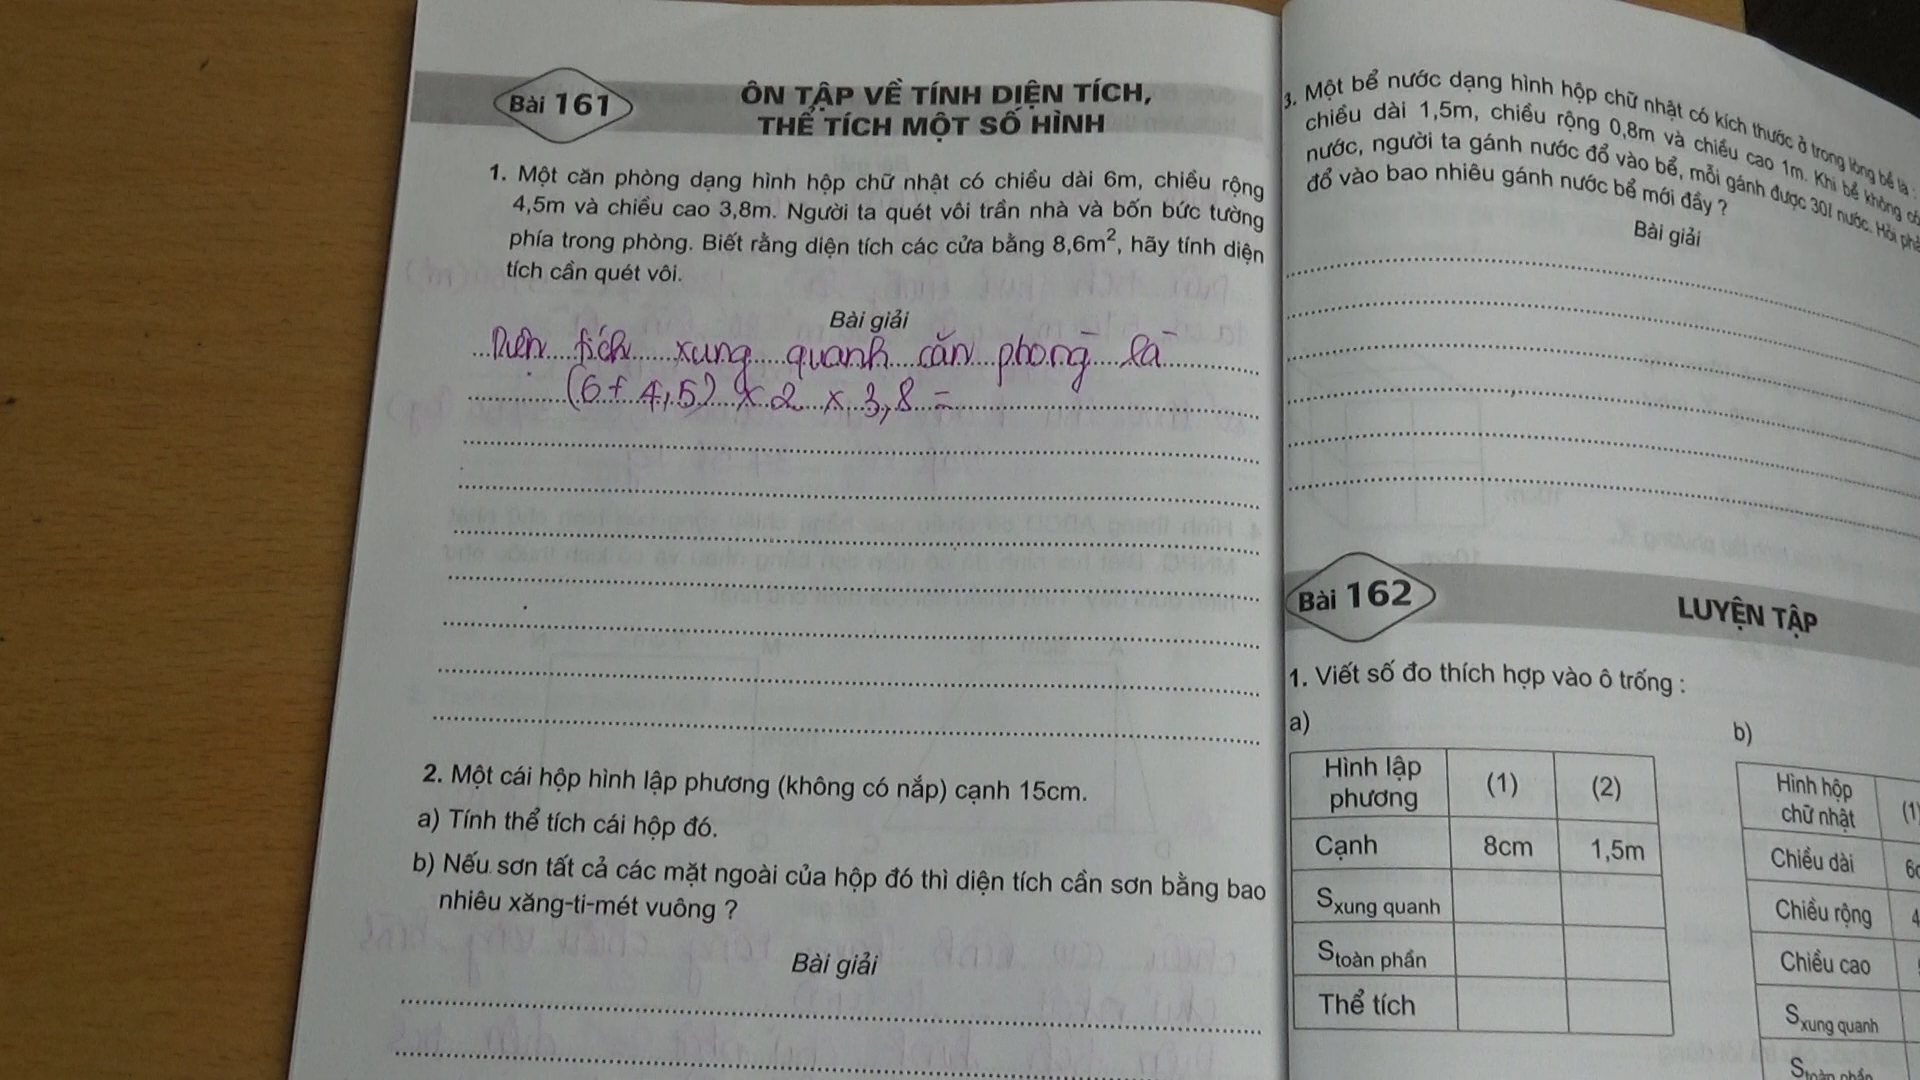 Bài 161
ÔN TẬP VỀ TÍNH DIỆN TÍCH,
THỂ TÍCH MỘT SỐ HÌNH
1. Một căn phòng dạng hình hộp chữ nhật có chiều dài 6m, chiều rộng
4,5m và chiều cao 3,8m. Người ta quét vôi trần nhà và bốn bức tường
phía trong phòng. Biết rằng diện tích các cửa bằng 8,6m², hãy tính diện
tích cần quét vôi.
Bài giải
Diện tích xung quanh căn phòng là
(6 + 4,5) x 2 x 3,8 =
2. Một cái hộp hình lập phương (không có nắp) cạnh 15cm.
a) Tính thể tích cái hộp đó.
b) Nếu sơn tất cả các mặt ngoài của hộp đó thì diện tích cần sơn bằng bao
nhiêu xăng-ti-mét vuông ?
Bài giải
3. Một bể nước dạng hình hộp chữ nhật có kích thước ở trong lòng bể là :
chiều dài 1,5m, chiều rộng 0,8m và chiều cao 1m. Khi bể không có
nước, người ta gánh nước đổ vào bể, mỗi gánh được 30l nước. Hỏi
đổ vào bao nhiêu gánh nước bể mới đầy ?
Bài giải
Bài 162
LUYỆN TẬP
1. Viết số đo thích hợp vào ô trống :
a)
Hình lập phương (1) (2)
Cạnh 8cm 1,5m
Sxung quanh
Stoàn phần
Thể tích
b)
Hình hộp chữ nhật (1)
Chiều dài
Chiều rộng
Chiều cao
Sxung quanh
Stoàn phần